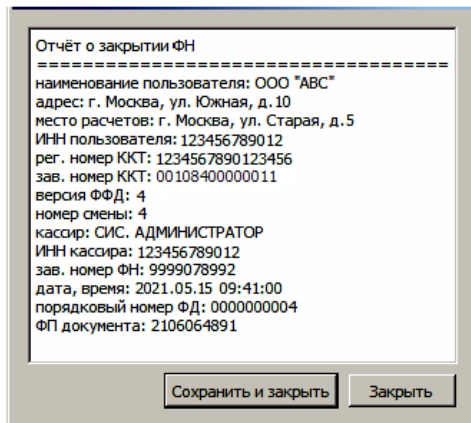 Отчёт о закрытии ФН
=====================================
наименование пользователя: ООО "АВС"
адрес: г. Москва, ул. Южная, д.10
место расчетов: г. Москва, ул. Старая, д.5
ИНН пользователя: 123456789012
рег. номер ККТ: 1234567890123456
зав. номер ККТ: 00108400000011
версия ФФД: 4
номер смены: 4
кассир: СИС. АДМИНИСТРАТОР
ИНН кассира: 123456789012
зав. номер ФН: 9999078992
дата, время: 2021.05.15 09:41:00
порядковый номер ФД: 0000000004
ФП документа: 2106064891
Сохранить и закрыть Закрыть